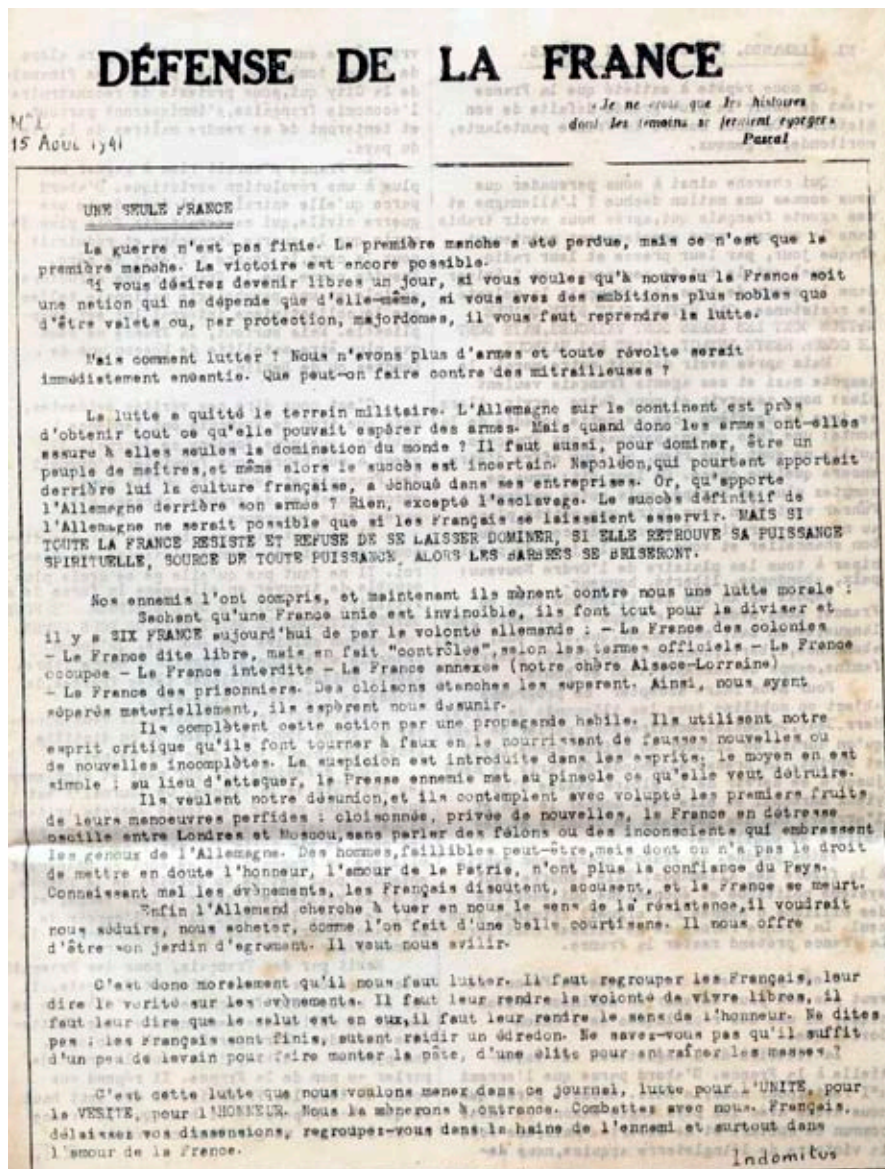 DÉFENSE DE LA FRANCE
« Je ne crois que les histoires
dont les témoins se feraient égorger »
Pascal
N°1
15 Aout 1941
UNE SEULE FRANCE
La guerre n'est pas finie. La première manche a été perdue, mais ce n'est que la
première manche. La victoire est encore possible.
Si vous désirez devenir libres un jour, si vous voulez qu'à nouveau la France soit
une nation qui ne dépende que d'elle-même, si vous avez des ambitions plus nobles que
d'être valets ou, par protection, majordomes, il vous faut reprendre la lutte.
Mais comment lutter ? Nous n'avons plus d'armes et toute révolte serait
immédiatement anéantie. Que peut-on faire contre des mitrailleuses ?
La lutte a quitté le terrain militaire. L'Allemagne sur le continent est près
d'obtenir tout ce qu'elle pouvait espérer des armes. Mais quand donc les armes ont-elles
assuré à elles seules la domination du monde ? Il faut aussi, pour dominer, être un
peuple de maîtres, et même alors le succès est incertain. Napoléon, qui pourtant apportait
derrière lui la culture française, a échoué dans ses entreprises. Or, qu'apporte
l'Allemagne derrière son armée ? Rien, excepté l'esclavage. Le succès définitif de
l'Allemagne ne serait possible que si les Français se laissaient asservir. MAIS SI
TOUTE LA FRANCE RESISTE ET REFUSE DE SE LAISSER DOMINER, SI ELLE RETROUVE SA PUISSANCE
SPIRITUELLE, SOURCE DE TOUTE PUISSANCE, ALORS LES BARBARES SE BRISERONT.
Nos ennemis l'ont compris, et maintenant ils mènent contre nous une lutte morale :
Sachant qu'une France unie est invincible, ils font tout pour la diviser et
il y a SIX FRANCE aujourd'hui de par la volonté allemande : - La France des colonies
- La France dite libre, mais en fait "contrôlée", selon les termes officiels - La France
occupée - La France interdite - La France annexée (notre chère Alsace-Lorraine)
- La France des prisonniers. Des cloisons étanches les séparent. Ainsi, nous ayant
séparés matériellement, ils espèrent nous désunir.
Ils complètent cette action par une propagande habile. Ils utilisent notre
esprit critique qu'ils font tourner à faux en le nourrissant de fausses nouvelles ou
de nouvelles incomplètes. La suspicion est introduite dans les esprits; le moyen en est
simple : au lieu d'attaquer, la Presse ennemie met au pinacle ce qu'elle veut détruire.
Ils veulent notre désunion, et ils contemplent avec volupté les premiers fruits
de leurs manoeuvres perfides : cloisonnée, privée de nouvelles, la France en détresse
oscille entre Londres et Moscou, sans parler des félons ou des inconscients qui embrassent
les genoux de l'Allemagne. Des hommes, faillibles peut-être, mais dont on n'a pas le droit
de mettre en doute l'honneur, l'amour de la Patrie, n'ont plus la confiance du Pays.
Connaissant mal les évènements, les Français discutent, accusent, et la France se meurt.
Enfin l'Allemand cherche à tuer en nous le sens de la résistence, il voudrait
nous séduire, nous acheter, comme l'on fait d'une belle courtisane. Il nous offre
d'être son jardin d'agrement. Il veut nous avilir.
C'est donc moralement qu'il nous faut lutter. Il faut regrouper les Français, leur
dire la verité sur les evènements. Il faut leur rendre la volonté de vivre libres, il
faut leur dire que le salut est en eux, il faut leur rendre le sens de l'honneur. Ne dites
pas : les Français sont finis, autant raidir un édredon. Ne savez-vous pas qu'il suffit
d'un peu de levain pour faire monter la pâte, d'une élite pour entraîner les masses ?
C'est cette lutte que nous voulons mener dans ce journal, lutte pour l'UNITE, pour
la VERITE, pour l'HONNEUR. Nous la mènerons à outrance. Combattez avec nous. Français,
délaissez vos dissensions, regroupez-vous dans la haine de l'ennemi et surtout dans
l'amour de la France.
Indomitus